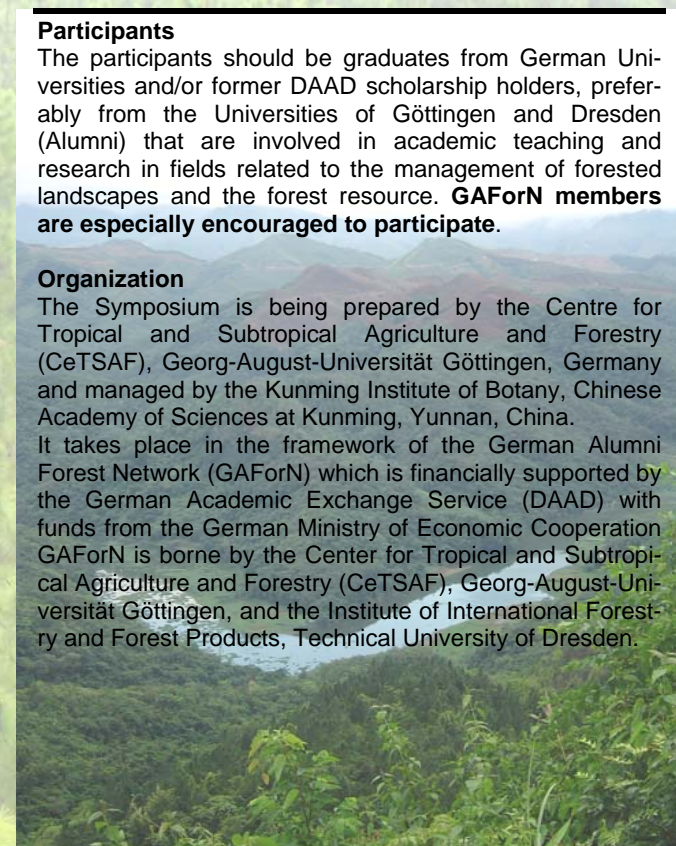 Participants
The participants should be graduates from German Uni-
versities and/or former DAAD scholarship holders, prefer-
ably from the Universities of Göttingen and Dresden
(Alumni) that are involved in academic teaching and
research in fields related to the management of forested
landscapes and the forest resource. GAForN members
are especially encouraged to participate.
Organization
The Symposium is being prepared by the Centre for
Tropical and Subtropical Agriculture and Forestry
(CeTSAF), Georg-August-Universität Göttingen, Germany
and managed by the Kunming Institute of Botany, Chinese
Academy of Sciences at Kunming, Yunnan, China.
It takes place in the framework of the German Alumni
Forest Network (GAForN) which is financially supported by
the German Academic Exchange Service (DAAD) with
funds from the German Ministry of Economic Cooperation
GAForN is borne by the Center for Tropical and Subtropi-
cal Agriculture and Forestry (CeTSAF), Georg-August-Uni-
versität Göttingen, and the Institute of International Forest-
ry and Forest Products, Technical University of Dresden.